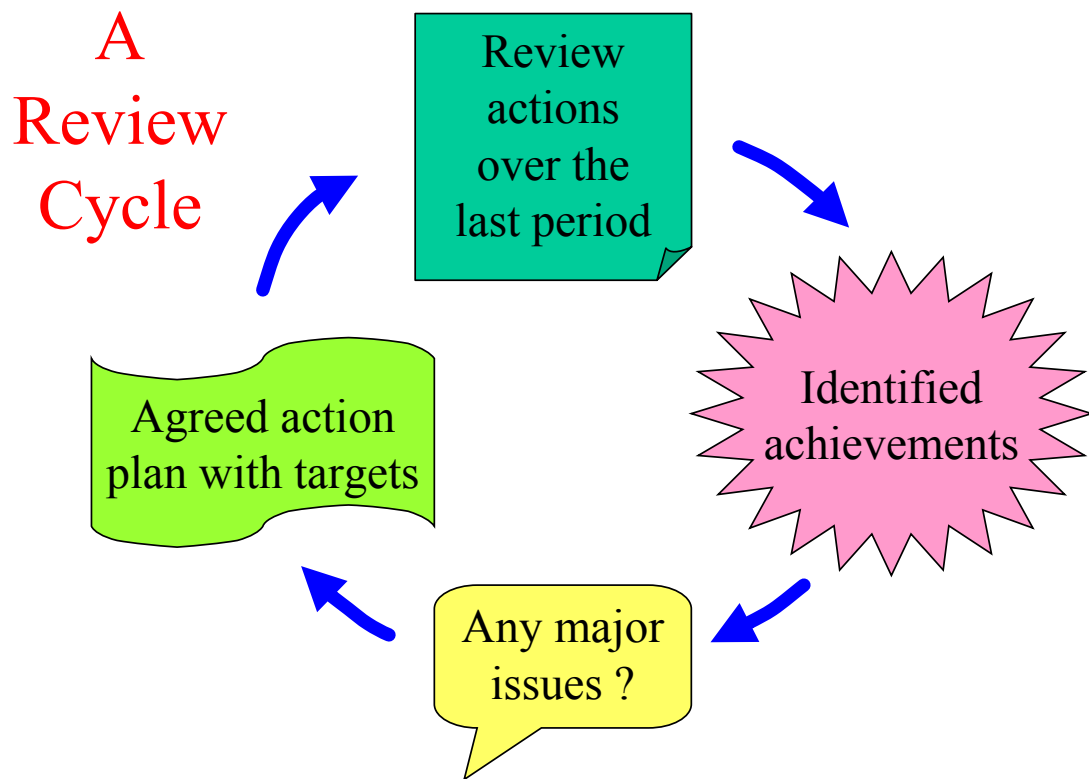 A
Review
Cycle
Review
actions
over the
last period
Identified
achievements
Any major
issues ?
Agreed action
plan with targets